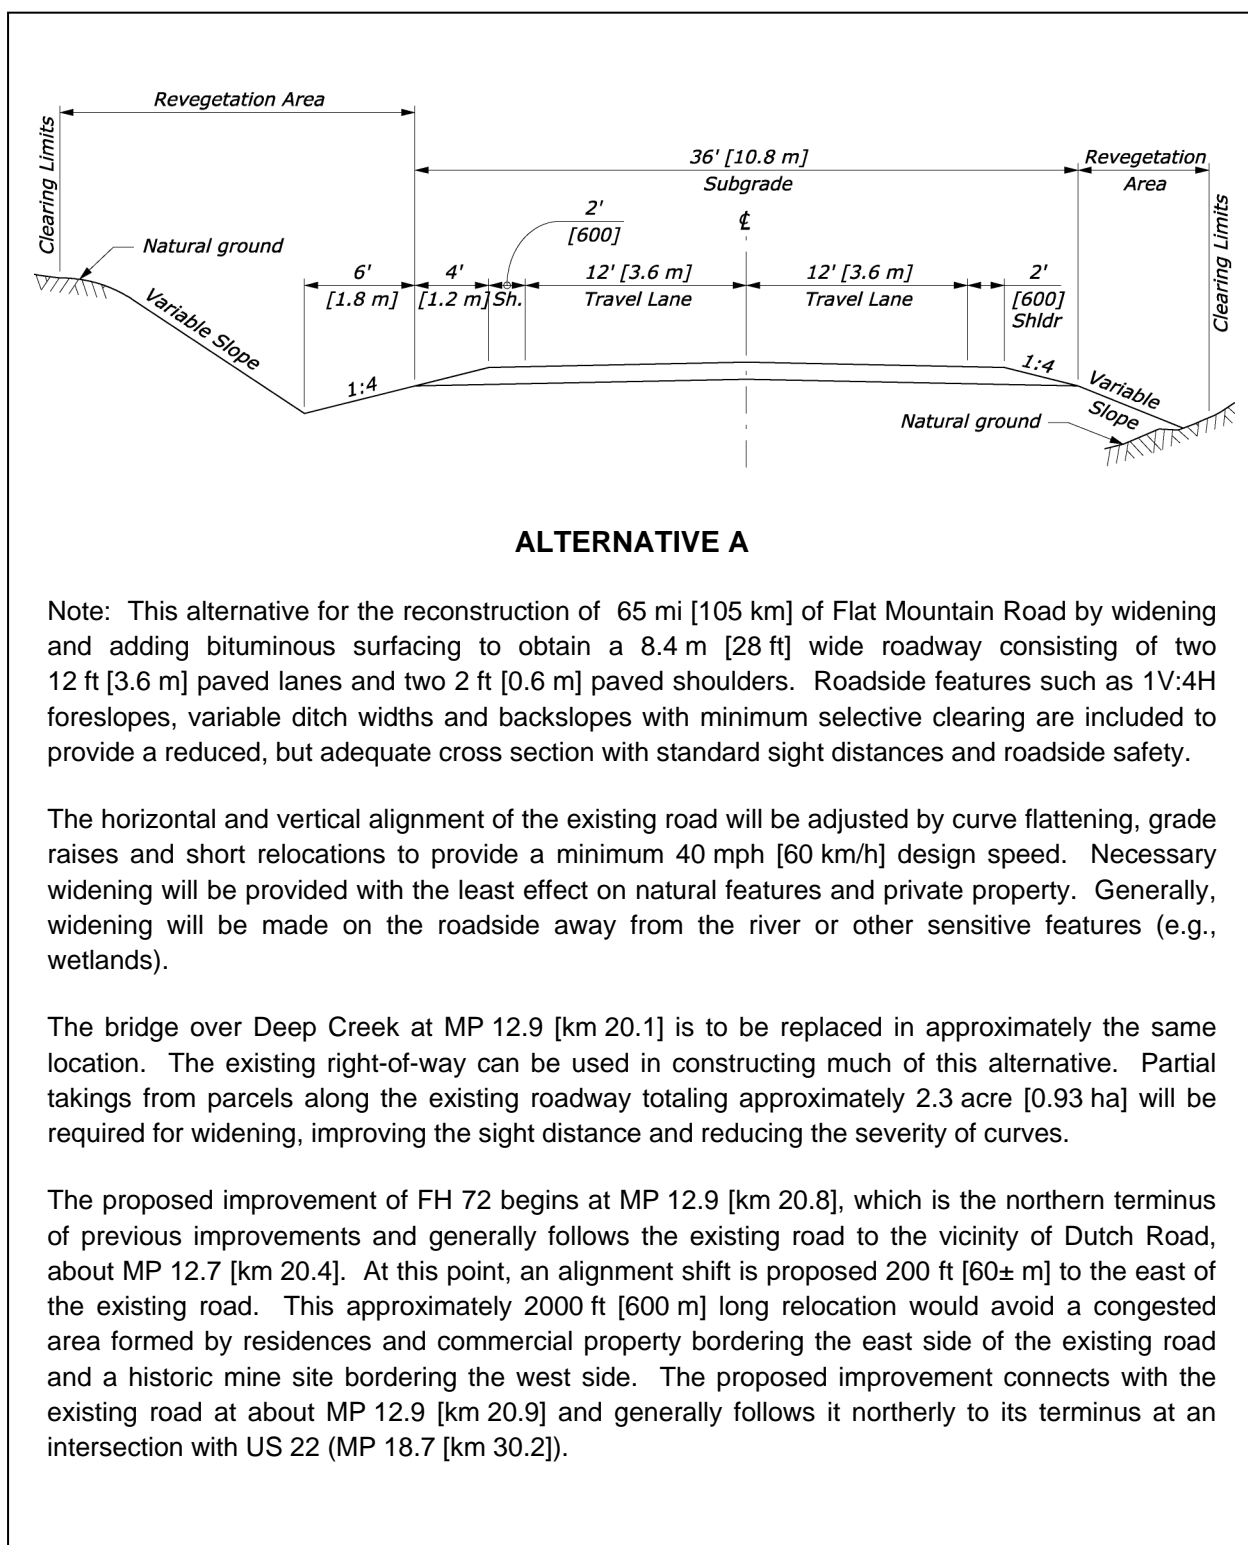 Revegetation Area
Clearing Limits
36' [10.8 m]
Subgrade
Revegetation
Area
Clearing Limits
2'
[600]
℄
Natural ground
6'
[1.8 m]
4'
[1.2 m]
Sh.
12' [3.6 m]
Travel Lane
12' [3.6 m]
Travel Lane
2'
[600]
Shldr
Variable Slope
1:4
1:4
Variable
Slope
Natural ground
ALTERNATIVE A
Note: This alternative for the reconstruction of 65 mi [105 km] of Flat Mountain Road by widening
and adding bituminous surfacing to obtain a 8.4 m [28 ft] wide roadway consisting of two
12 ft [3.6 m] paved lanes and two 2 ft [0.6 m] paved shoulders. Roadside features such as 1V:4H
foreslopes, variable ditch widths and backslopes with minimum selective clearing are included to
provide a reduced, but adequate cross section with standard sight distances and roadside safety.
The horizontal and vertical alignment of the existing road will be adjusted by curve flattening, grade
raises and short relocations to provide a minimum 40 mph [60 km/h] design speed. Necessary
widening will be provided with the least effect on natural features and private property. Generally,
widening will be made on the roadside away from the river or other sensitive features (e.g.,
wetlands).
The bridge over Deep Creek at MP 12.9 [km 20.1] is to be replaced in approximately the same
location. The existing right-of-way can be used in constructing much of this alternative. Partial
takings from parcels along the existing roadway totaling approximately 2.3 acre [0.93 ha] will be
required for widening, improving the sight distance and reducing the severity of curves.
The proposed improvement of FH 72 begins at MP 12.9 [km 20.8], which is the northern terminus
of previous improvements and generally follows the existing road to the vicinity of Dutch Road,
about MP 12.7 [km 20.4]. At this point, an alignment shift is proposed 200 ft [60± m] to the east of
the existing road. This approximately 2000 ft [600 m] long relocation would avoid a congested
area formed by residences and commercial property bordering the east side of the existing road
and a historic mine site bordering the west side. The proposed improvement connects with the
existing road at about MP 12.9 [km 20.9] and generally follows it northerly to its terminus at an
intersection with US 22 (MP 18.7 [km 30.2]).